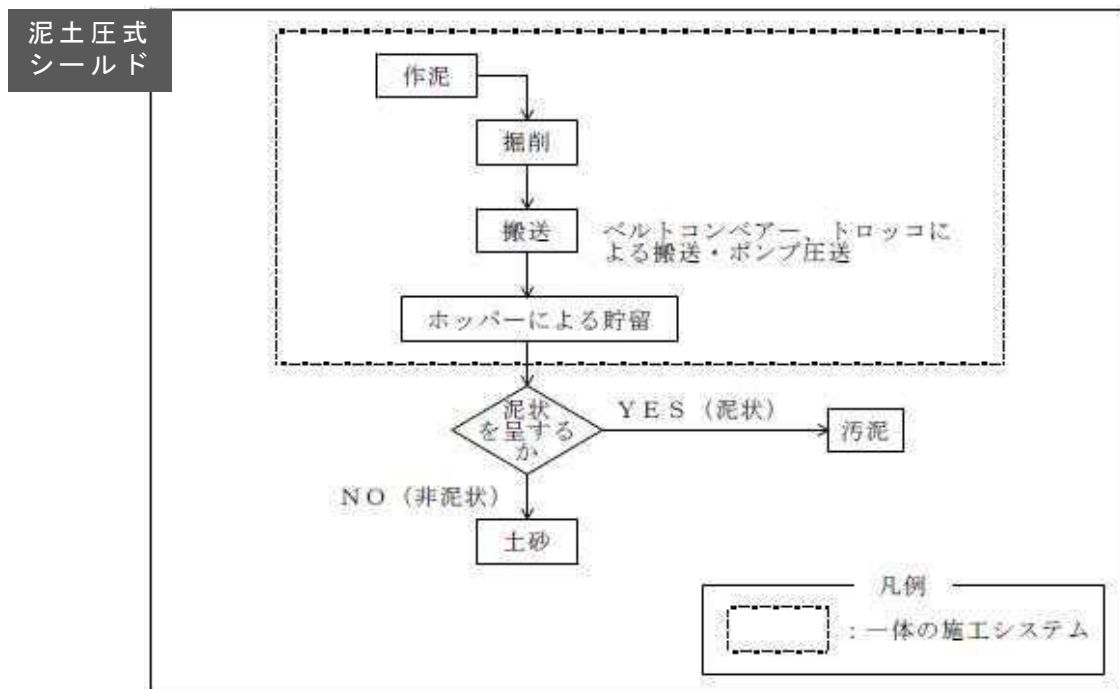 泥土圧式
シールド
作泥
掘削
搬送
ベルトコンベアー、トロッコに
よる搬送・ポンプ圧送
ホッパーによる貯留
泥状
を呈する
か
YES（泥状）
汚泥
NO（非泥状）
土砂
凡例
：一体の施工システム